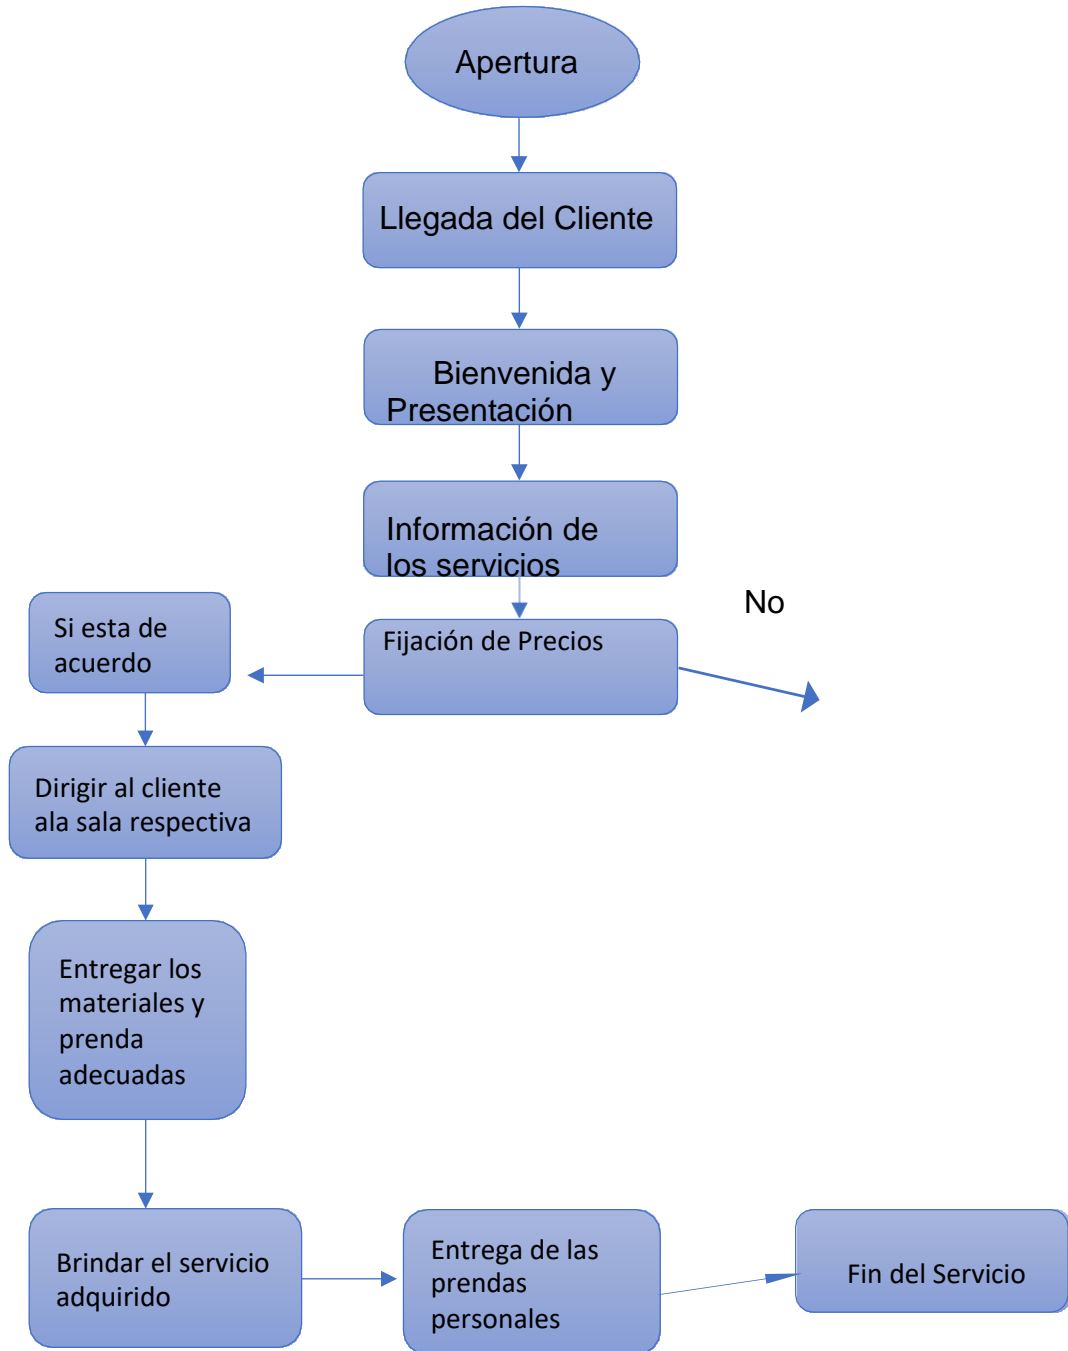 Apertura
Llegada del Cliente
Bienvenida y
Presentación
Información de
los servicios
No
Si esta de
acuerdo
Fijación de Precios
Dirigir al cliente
ala sala respectiva
Entregar los
materiales y
prenda
adecuadas
Brindar el servicio
adquirido
Entrega de las
prendas
personales
Fin del Servicio